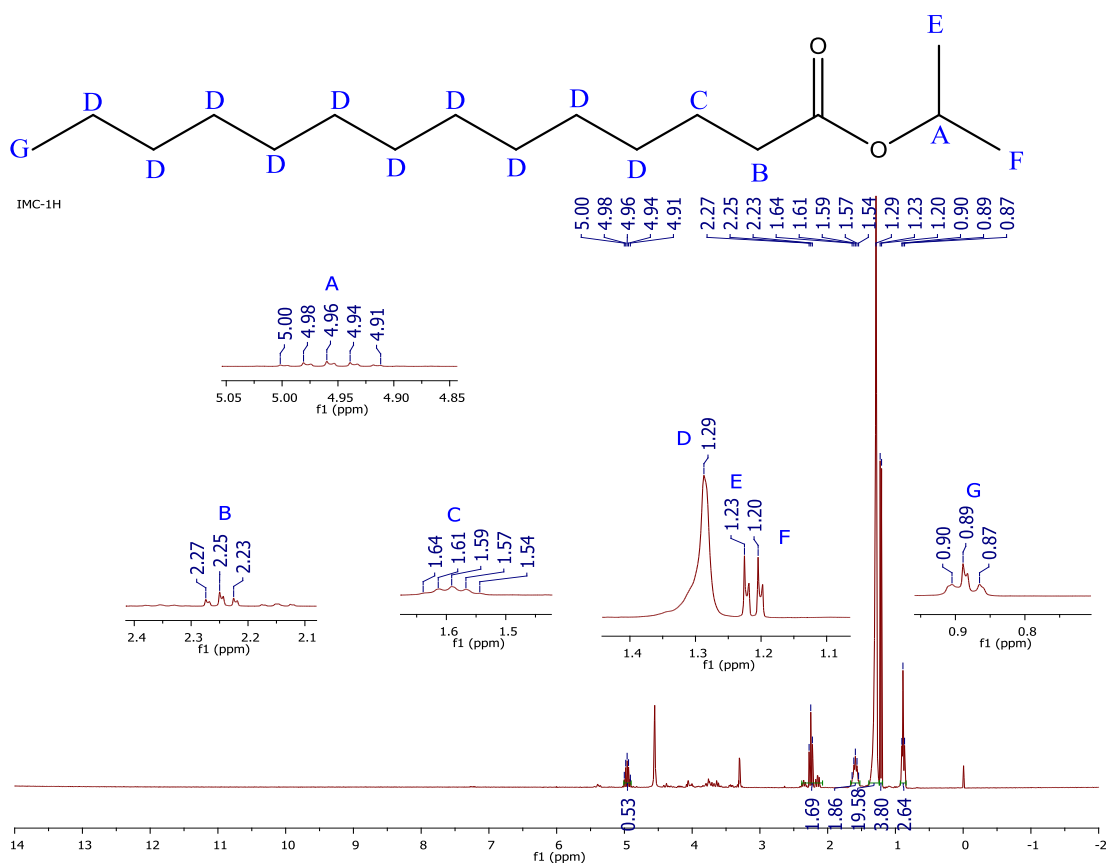 O
E
D D D D D C
G D D D D D B O A F
IMC-1H
5.00 4.98 4.96 4.94 4.91 2.27 2.25 2.23 1.64 1.61 1.59 1.57 1.54 1.29 1.23 1.20 0.90 0.89 0.87
A
5.00 4.98 4.96 4.94 4.91
5.05 5.00 4.95 4.90 4.85
f1 (ppm)
B
2.27 2.25 2.23
2.4 2.3 2.2 2.1
f1 (ppm)
C
1.64 1.61 1.59 1.57 1.54
1.6 1.5
f1 (ppm)
D 1.29
E
1.23 1.20
F
1.4 1.3 1.2 1.1
f1 (ppm)
G
0.90 0.89 0.87
0.9 0.8
f1 (ppm)
0.53 1.69 1.86 19.58 3.80 2.64
14 13 12 11 10 9 8 7 6 5 4 3 2 1 0 -1 -2
f1 (ppm)